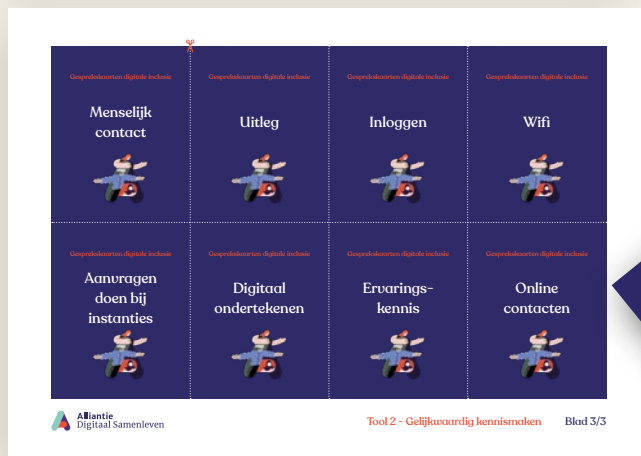 Gesprekskaarten digitale inclusie
Gesprekskaarten digitale inclusie
Gesprekskaarten digitale inclusie
Gesprekskaarten digitale inclusie
Menselijk
contact
Uitleg
Inloggen
Wifi
Gesprekskaarten digitale inclusie
Gesprekskaarten digitale inclusie
Gesprekskaarten digitale inclusie
Gesprekskaarten digitale inclusie
Aanvragen
doen bij
instanties
Digitaal
ondertekenen
Ervarings-
kennis
Online
contacten
Alliantie
Digitaal Samenleven
Tool 2 - Gelijkwaardig kennismaken
Blad 3/3